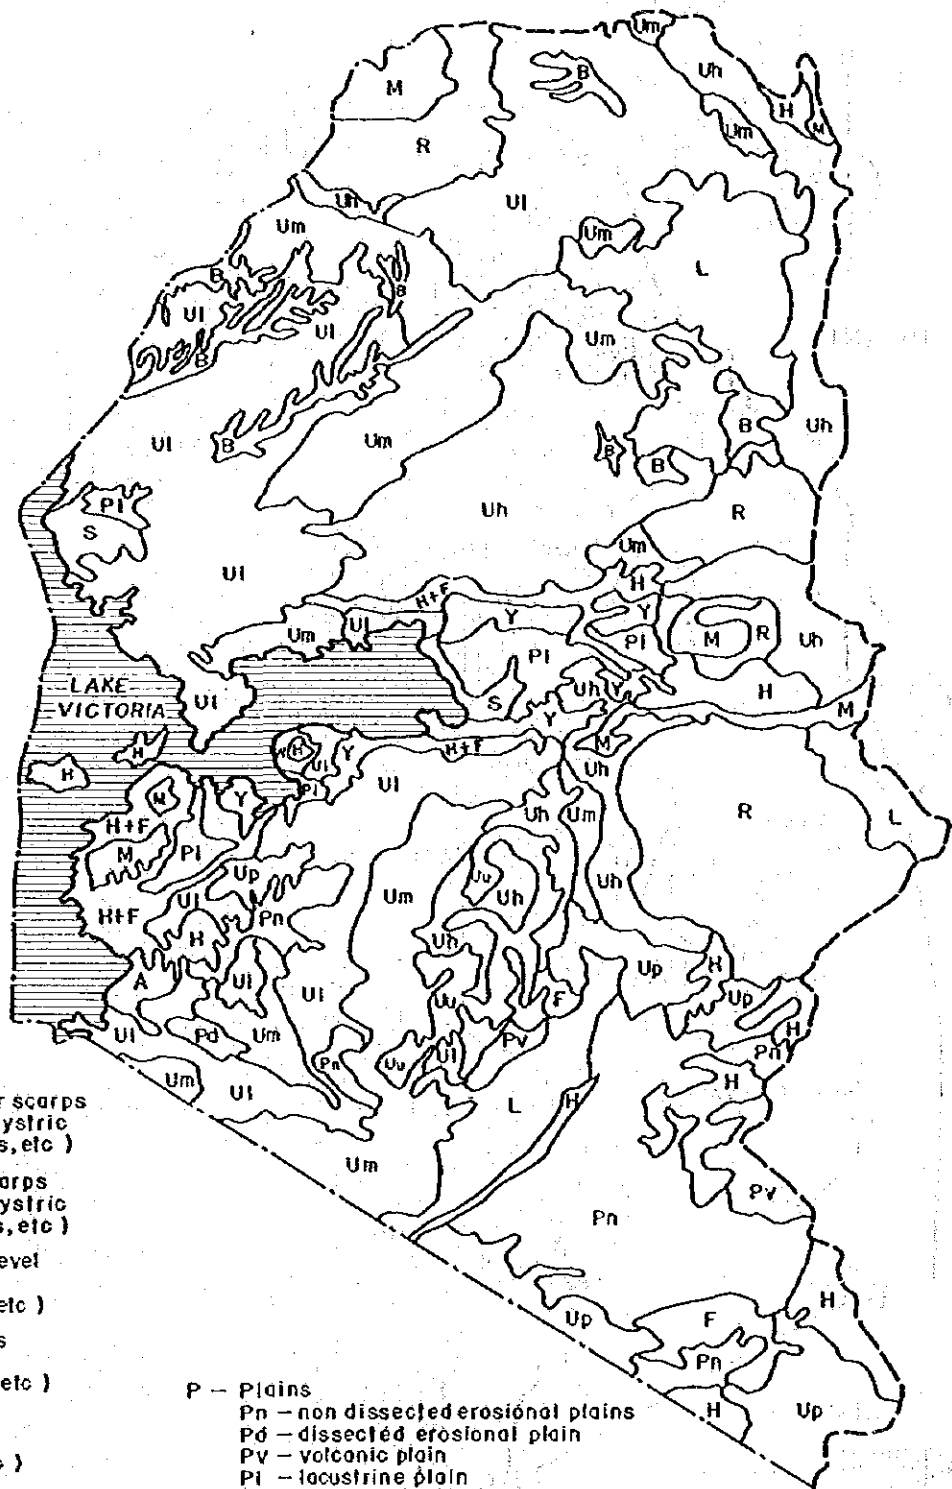 Um
Uh
M
B
H
M
Um
R
Ul
Uh
Um
Um
L
B
Ul
B
Ul
B
Um
Um
Ul
B
B
Uh
B
B
Pl
Uh
R
S
Um
Ul
H
H+F
Y
Y
Um
Ul
Pl
M
R
Uh
Pl
LAKE
VICTORIA
Ul
S
Uh
Y
H
Y
M
H
H
Ul
Y
H+F
M
H
Ul
Uh
Pl
M
Y
Uh
Um
R
L
H+F
M
Pl
Up
Um
Uu
Uh
Uh
H+F
Ul
Pn
H
Uh
Up
H
A
Ul
Ul
Uu
F
Up
H
Ul
Pd
Um
Pn
Uu
Ul
Pv
Pn
Um
Ul
L
H
H
r scarps
ystric
s, etc )
Um
arps
ystric
s, etc )
Pn
Pv
evel
etc )
H
s
Up
F
etc )
Pn
P – Plains
H
Up
Pn – non dissected erosional plains
Pd – dissected erosional plain
Pv – volcanic plain
Pl – lacustrine plain